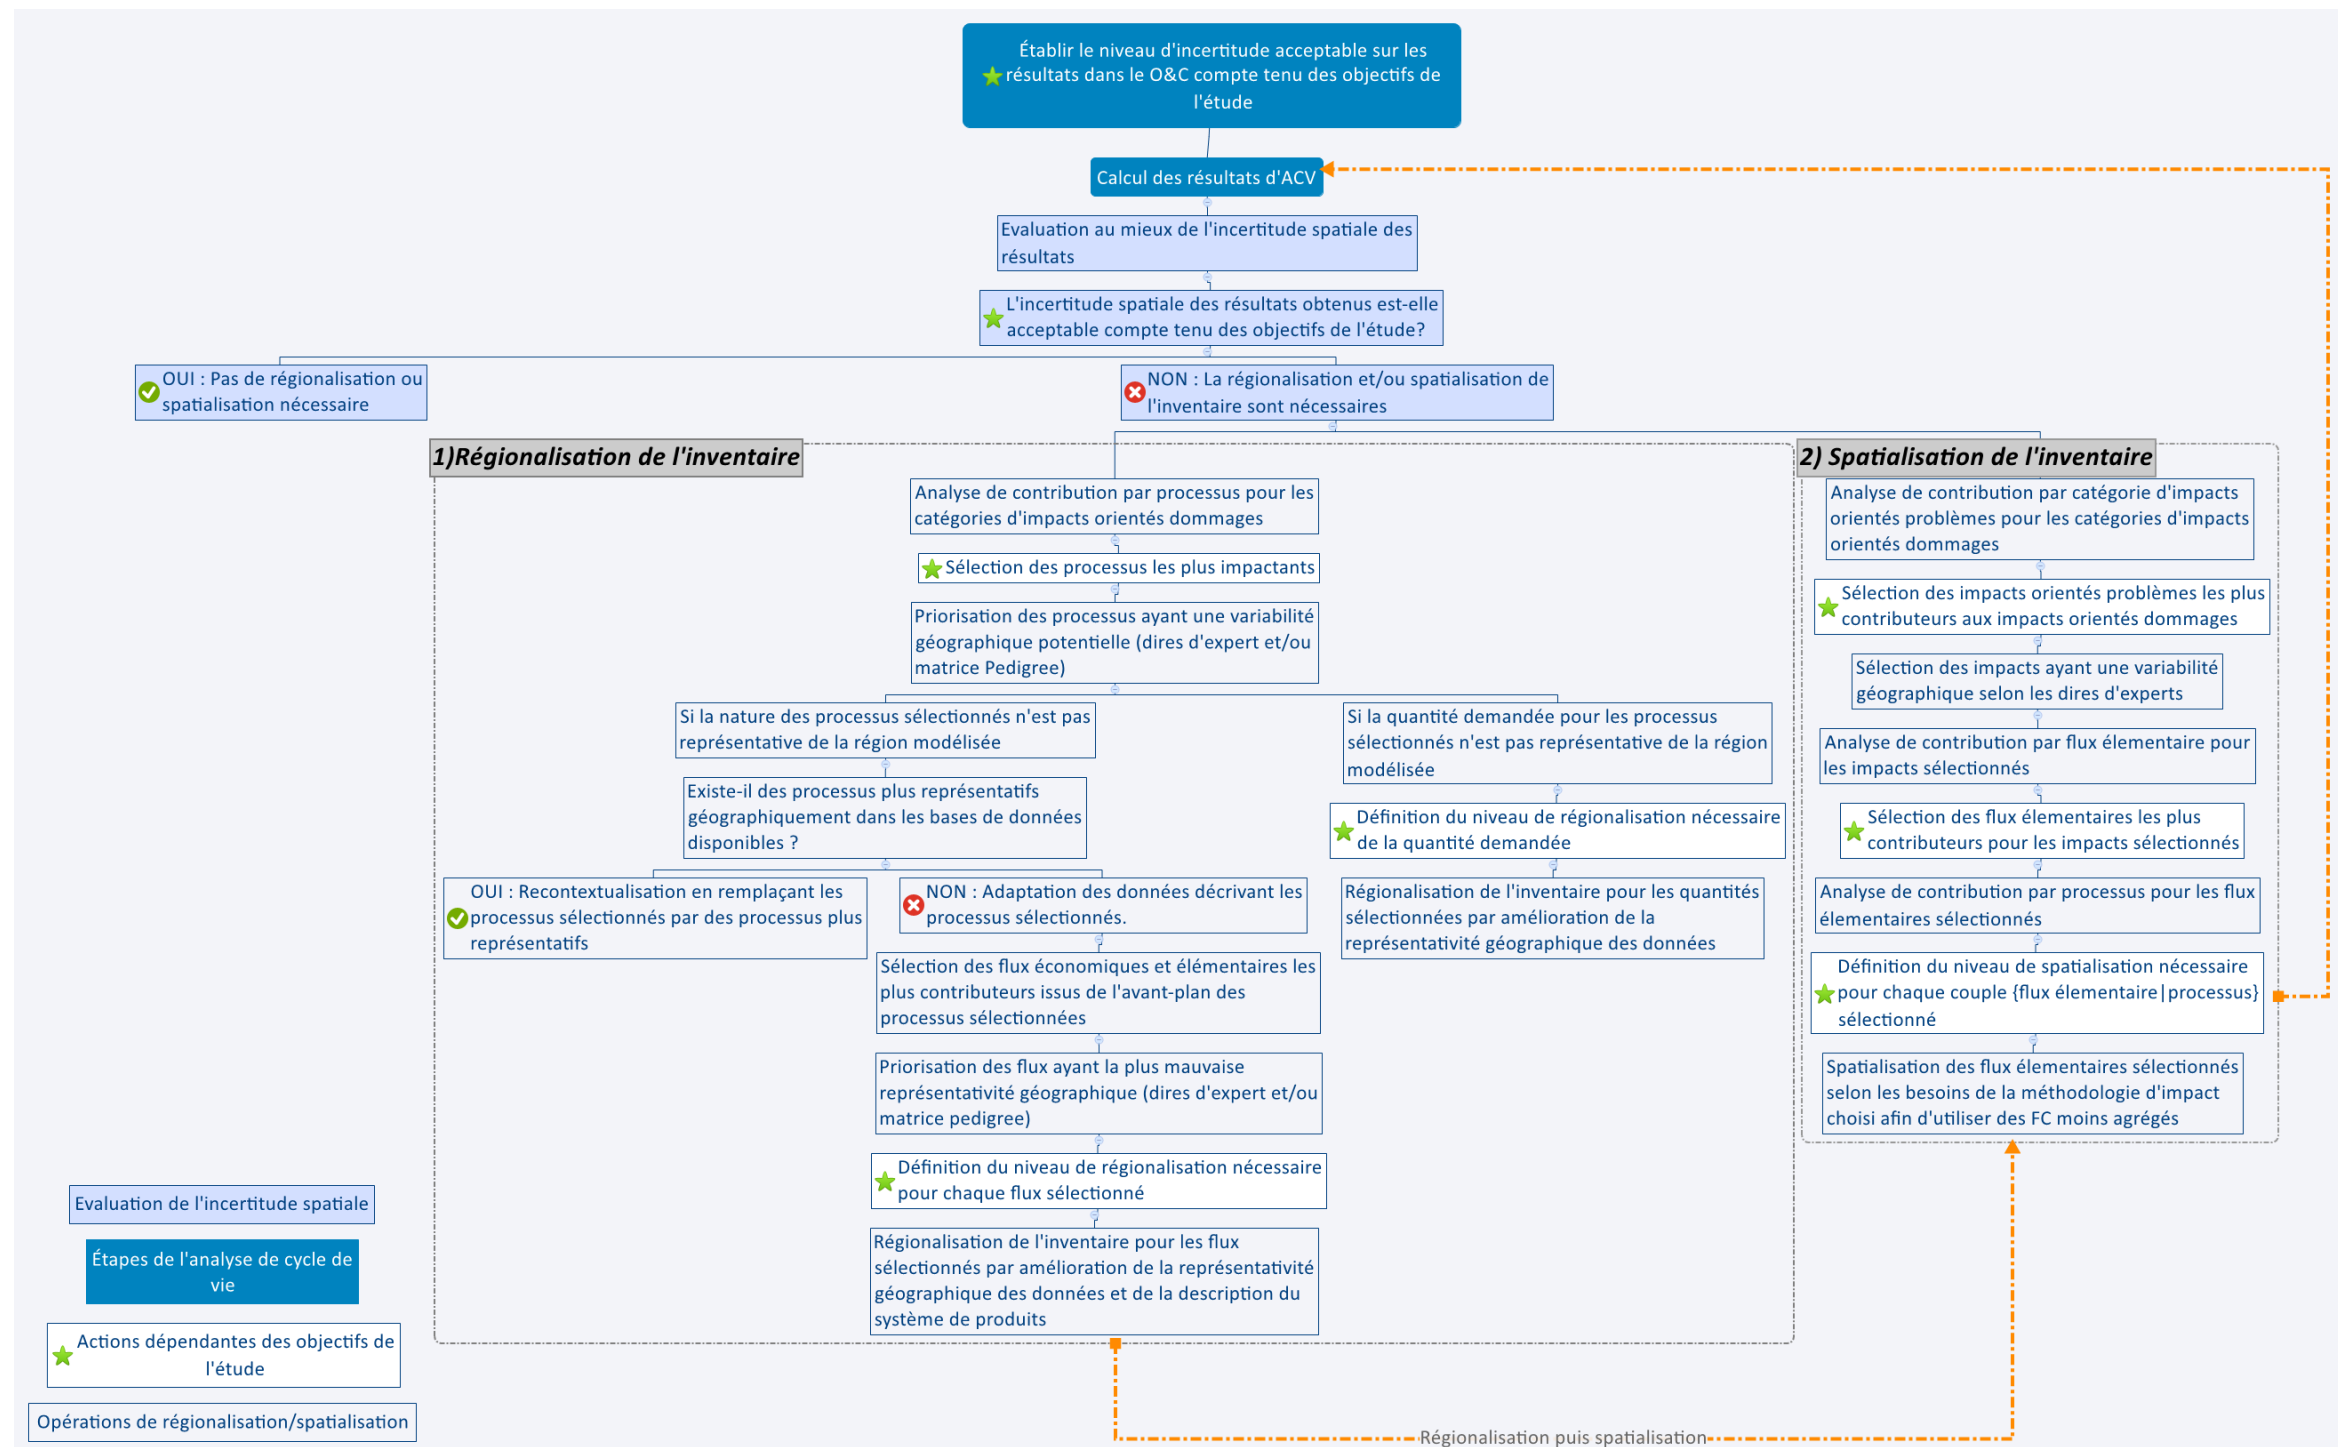 Établir le niveau d'incertitude acceptable sur les
résultats dans le O&C compte tenu des objectifs de
l'étude
Calcul des résultats d'ACV
Evaluation au mieux de l'incertitude spatiale des
résultats
L'incertitude spatiale des résultats obtenus est-elle
acceptable compte tenu des objectifs de l'étude?
OUI : Pas de régionalisation ou
spatialisation nécessaire
NON : La régionalisation et/ou spatialisation de
l'inventaire sont nécessaires
1)Régionalisation de l'inventaire
Analyse de contribution par processus pour les
catégories d'impacts orientés dommages
Sélection des processus les plus impactants
Priorisation des processus ayant une variabilité
géographique potentielle (dires d'expert et/ou
matrice Pedigree)
Si la nature des processus sélectionnés n'est pas
représentative de la région modélisée
Existe-il des processus plus représentatifs
géographiquement dans les bases de données
disponibles ?
OUI : Recontextualisation en remplaçant les
processus sélectionnés par des processus plus
représentatifs
NON : Adaptation des données décrivant les
processus sélectionnés.
Sélection des flux économiques et élémentaires les
plus contributeurs issus de l'avant-plan des
processus sélectionnées
Priorisation des flux ayant la plus mauvaise
représentativité géographique (dires d'expert et/ou
matrice pedigree)
Définition du niveau de régionalisation nécessaire
pour chaque flux sélectionné
Régionalisation de l'inventaire pour les flux
sélectionnés par amélioration de la représentativité
géographique des données et de la description du
système de produits
Si la quantité demandée pour les processus
sélectionnés n'est pas représentative de la région
modélisée
Définition du niveau de régionalisation nécessaire
de la quantité demandée
Régionalisation de l'inventaire pour les quantités
sélectionnées par amélioration de la
représentativité géographique des données
2) Spatialisation de l'inventaire
Analyse de contribution par catégorie d'impacts
orientés problèmes pour les catégories d'impacts
orientés dommages
Sélection des impacts orientés problèmes les plus
contributeurs aux impacts orientés dommages
Sélection des impacts ayant une variabilité
géographique selon les dires d'experts
Analyse de contribution par flux élementaire pour
les impacts sélectionnés
Sélection des flux élementaires les plus
contributeurs pour les impacts sélectionnés
Analyse de contribution par processus pour les flux
élementaires sélectionnés
Définition du niveau de spatialisation nécessaire
pour chaque couple {flux élementaire|processus}
sélectionné
Spatialisation des flux élementaires sélectionnés
selon les besoins de la méthodologie d'impact
choisi afin d'utiliser des FC moins agrégés
Evaluation de l'incertitude spatiale
Étapes de l'analyse de cycle de
vie
Actions dépendantes des objectifs de
l'étude
Opérations de régionalisation/spatialisation
Régionalisation puis spatialisation